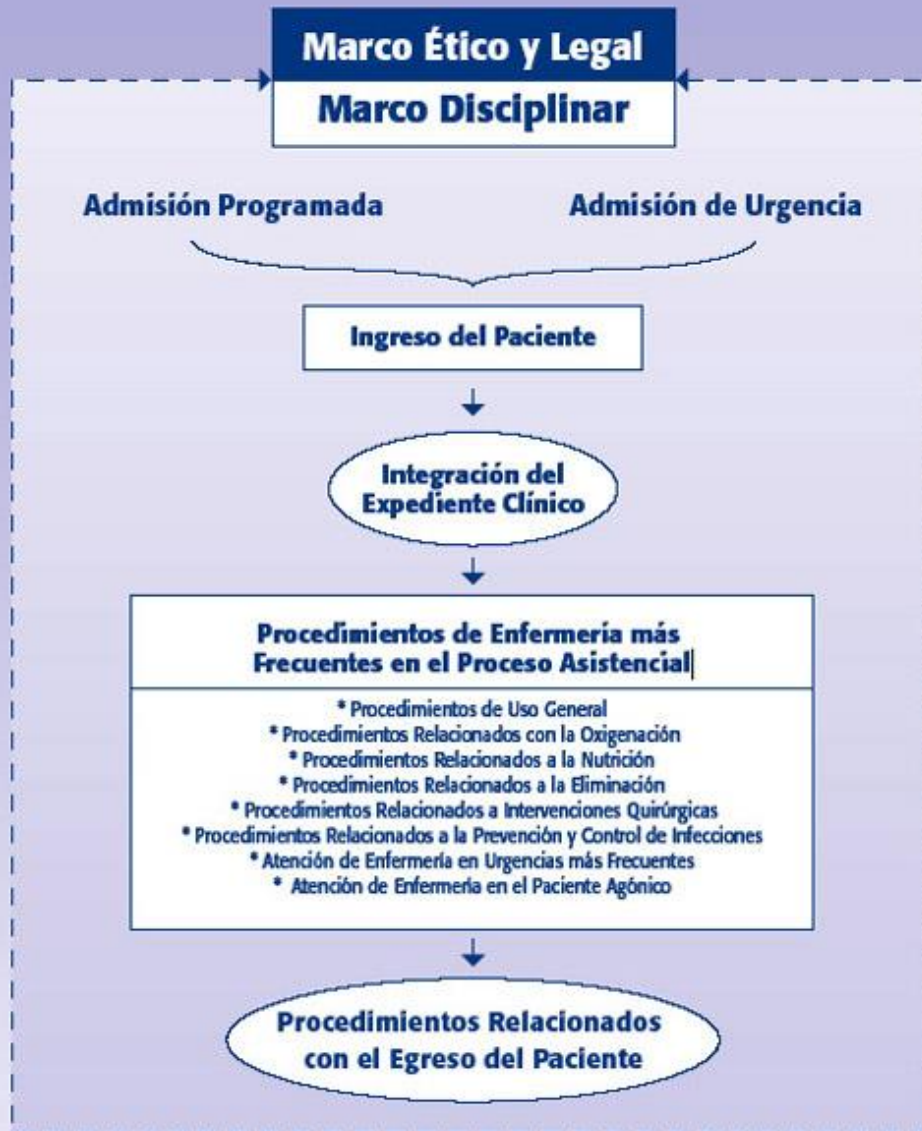 Marco Ético y Legal
Marco Disciplinar
Admisión Programada
Admisión de Urgencia
Ingreso del Paciente
Integración del
Expediente Clínico
Procedimientos de Enfermería más
Frecuentes en el Proceso Asistencial
* Procedimientos de Uso General
* Procedimientos Relacionados con la Oxigenación
* Procedimientos Relacionados a la Nutrición
* Procedimientos Relacionados a la Eliminación
* Procedimientos Relacionados a Intervenciones Quirúrgicas
* Procedimientos Relacionados a la Prevención y Control de Infecciones
* Atención de Enfermería en Urgencias más Frecuentes
* Atención de Enfermería en el Paciente Agónico
Procedimientos Relacionados
con el Egreso del Paciente